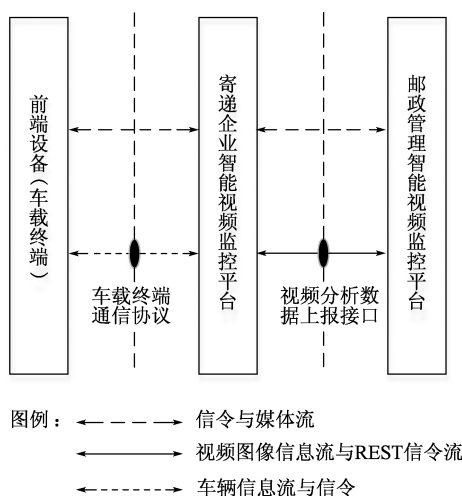 前端设备(车载终端)
寄递企业智能视频监控平台
邮政管理智能视频监控平台
车载终端
通信协议
视频分析数
据上报接口
图例：
信令与媒体流
视频图像信息流与REST信令流
车辆信息流与信令